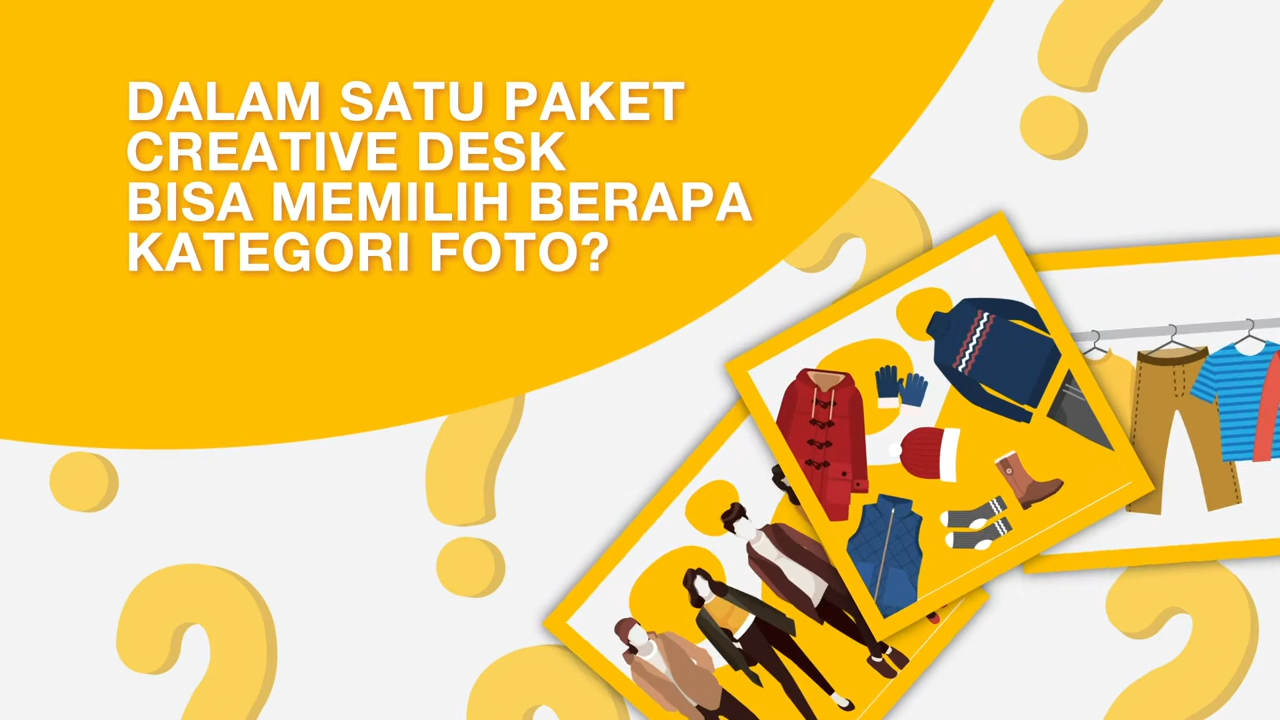 DALAM SATU PAKET
CREATIVE DESK
BISA MEMILIH BERAPA
KATEGORI FOTO?